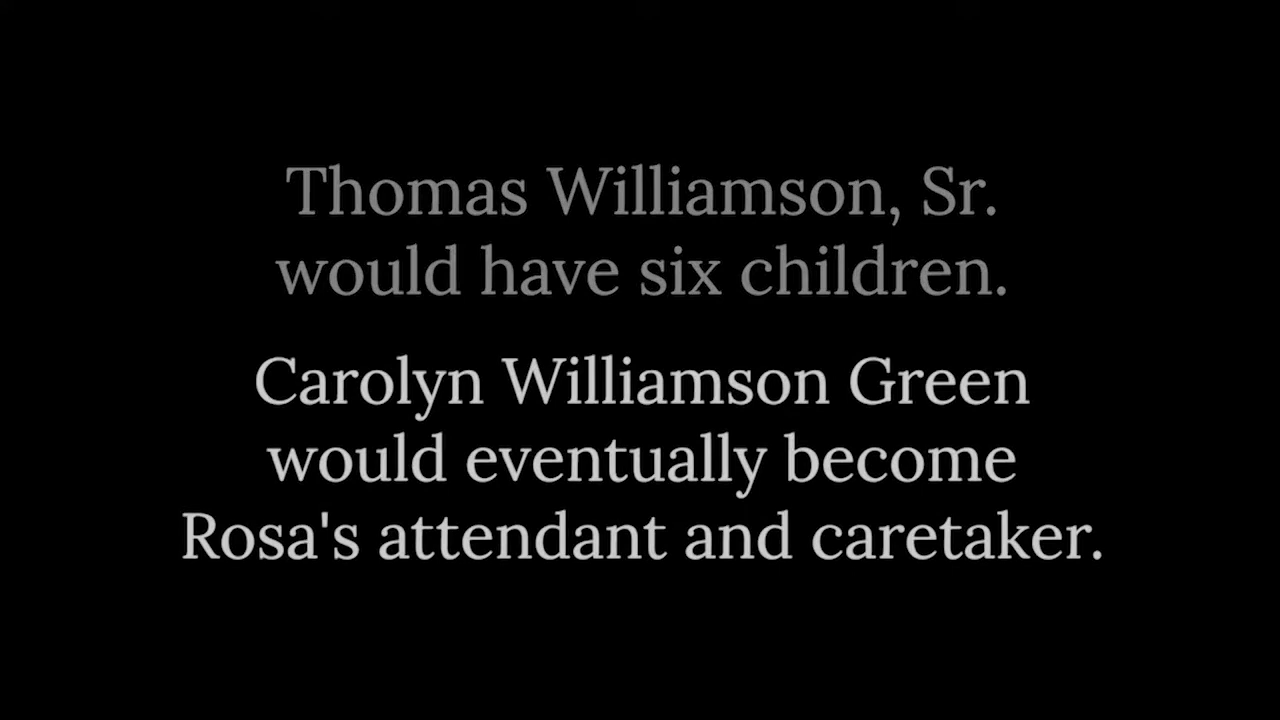 Thomas Williamson, Sr.
would have six children.
Carolyn Williamson Green
would eventually become
Rosa's attendant and caretaker.